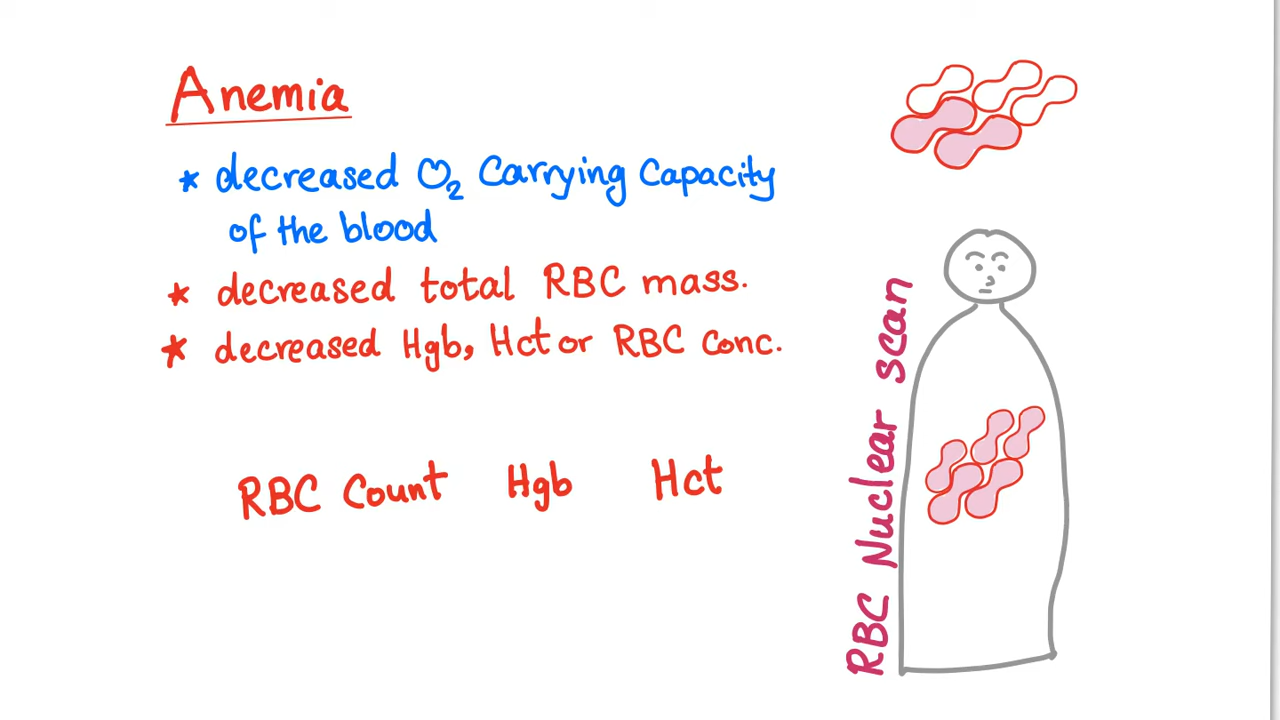 Anemia
* decreased O₂ Carrying Capacity
of the blood
* decreased total RBC mass.
* decreased Hgb, Hct or RBC conc.
RBC Count Hgb Hct
RBC Nuclear scan